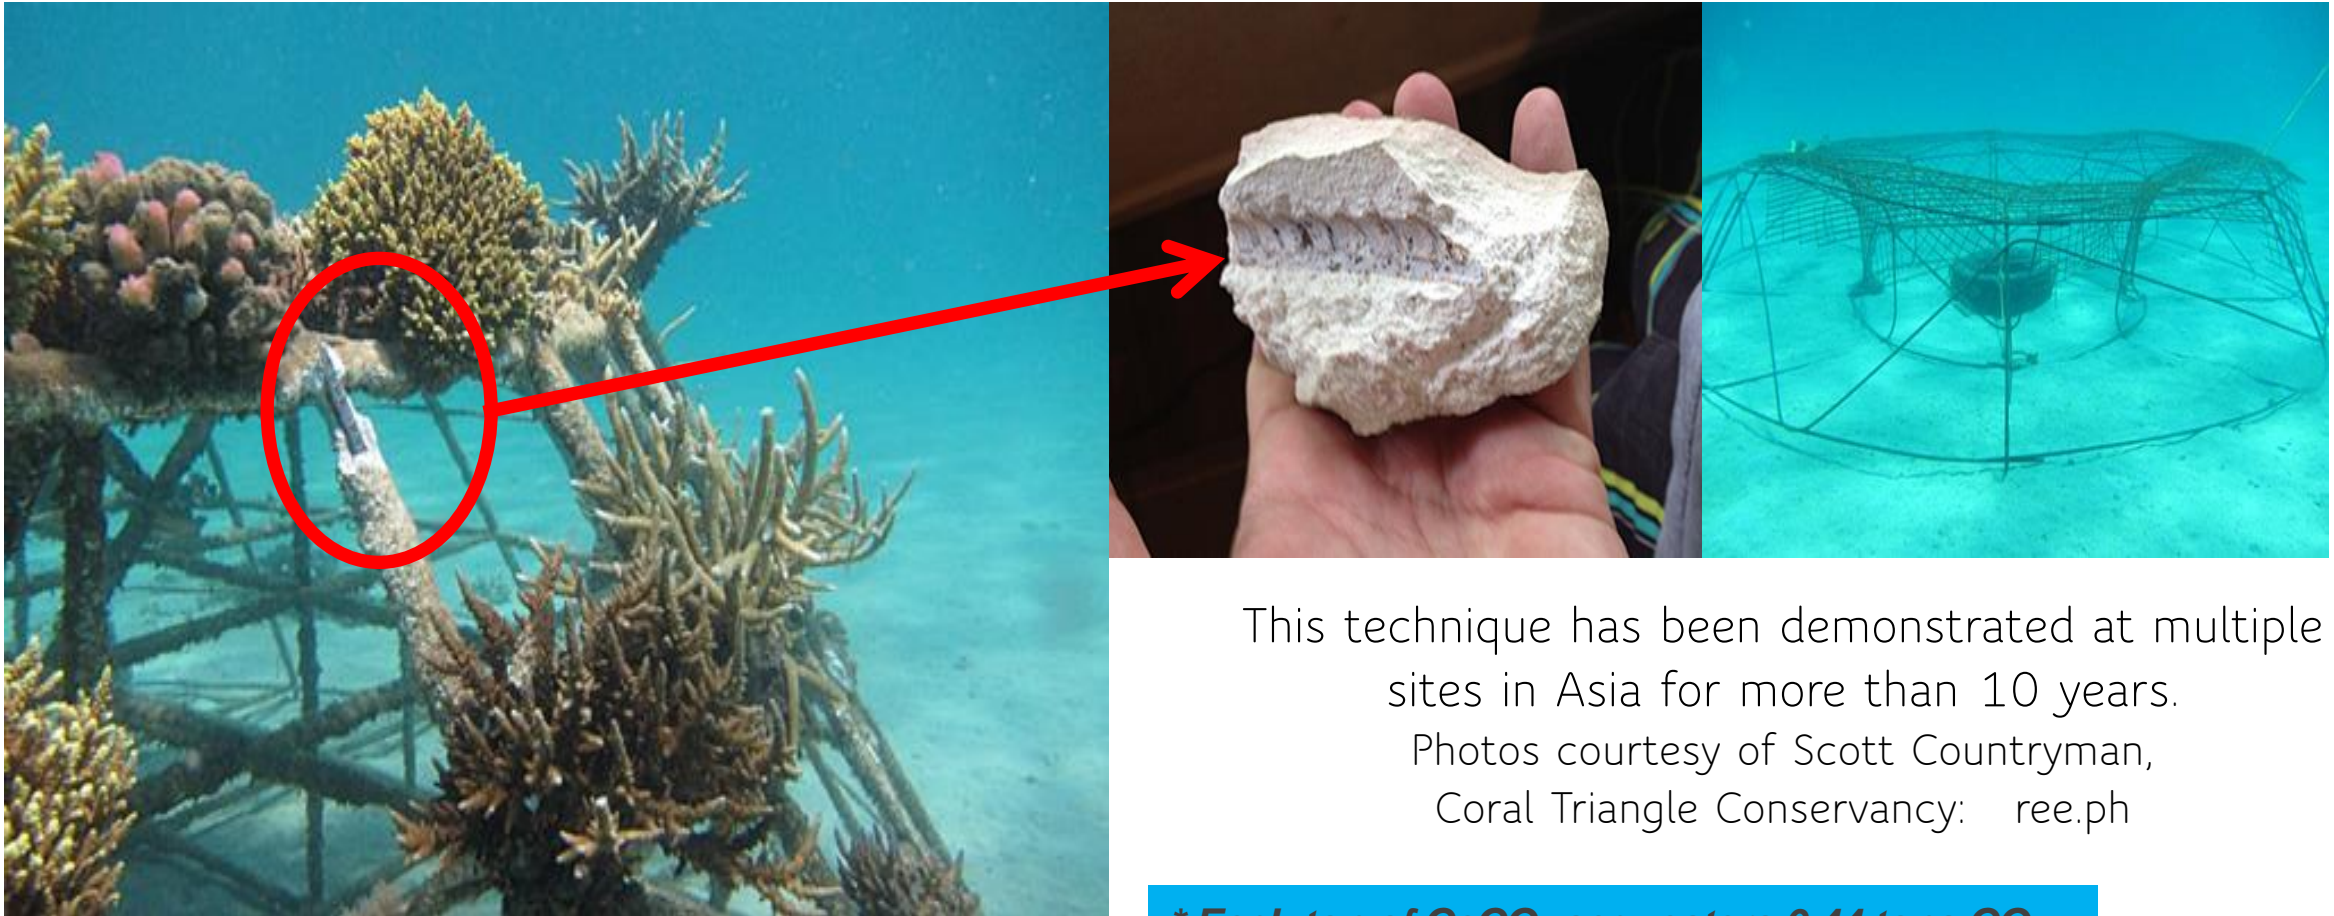 This technique has been demonstrated at multiple
sites in Asia for more than 10 years.
Photos courtesy of Scott Countryman,
Coral Triangle Conservancy: ree.ph
* of